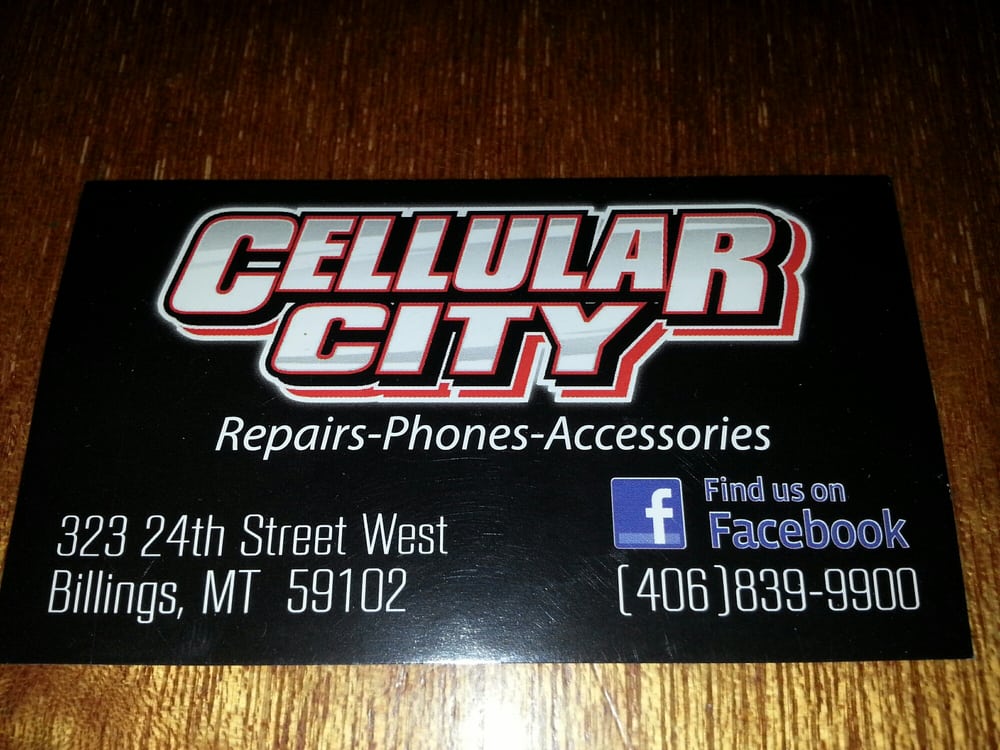 CELLULAR
CITY
Repairs-Phones-Accessories
323 24th Street West
Billings, MT 59102
f
Find us on
Facebook
(406)839-9900